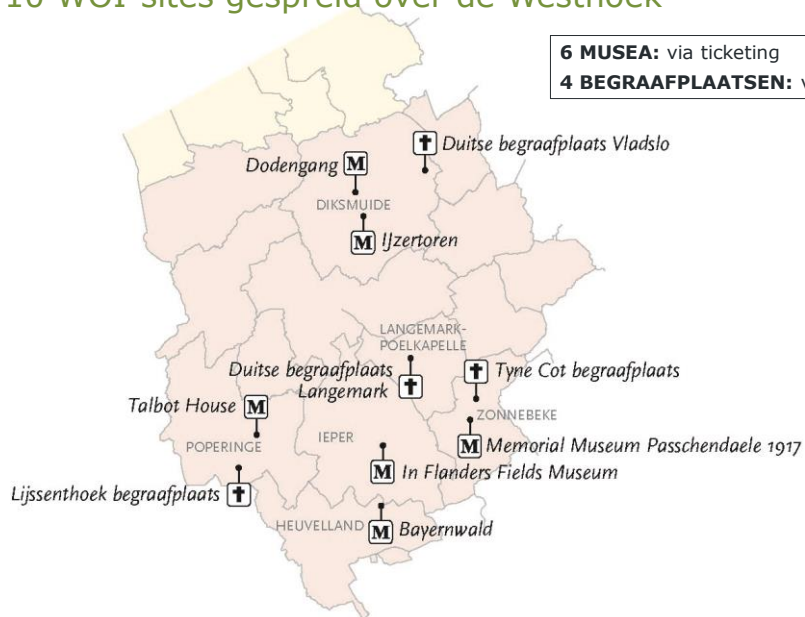 10 WOI sites gespreid over de Westhoek
6 MUSEA: via ticketing
4 BEGRAAFPLAATSEN:
Duitse begraafplaats Vladslo
Dodengang M
DIKSMUIDE
M IJzertoren
LANGEMARK-
POELKAPELLE
Duitse begraafplaats
Langemark
Tyne Cot begraafplaats
Talbot House M
ZONNEBEKE
IEPER
POPERINGE
M Memorial Museum Passchendaele 1917
M In Flanders Fields Museum
Lijssenthoek begraafplaats
HEUVELLAND
M Bayernwald